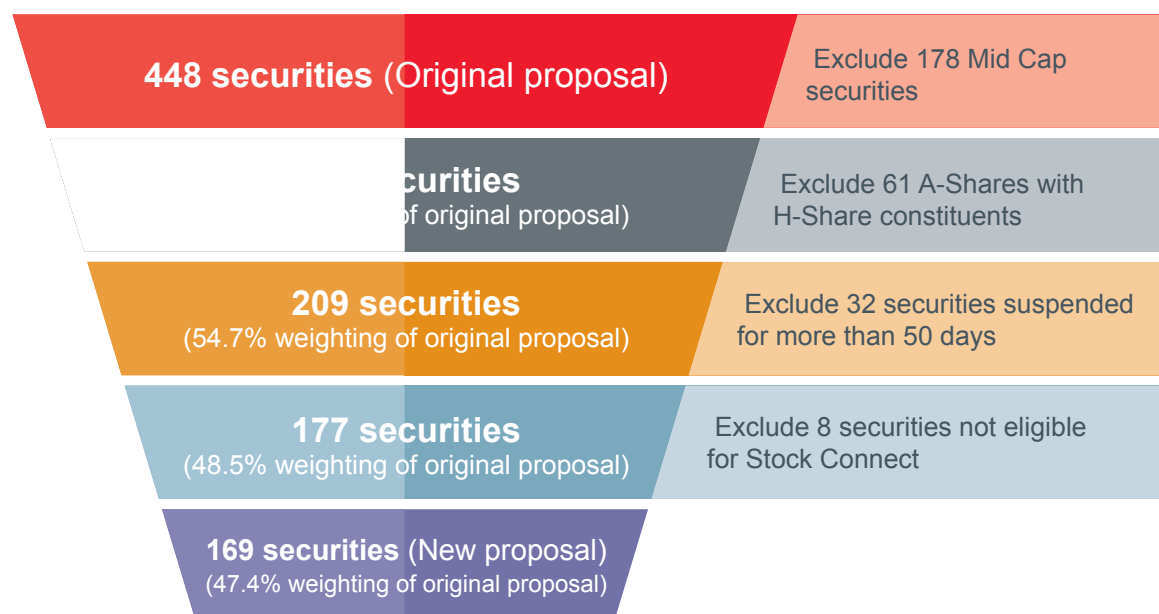 448 securities (Original proposal)
Exclude 178 Mid Cap
securities
curities
of original proposal)
Exclude 61 A-Shares with
H-Share constituents
209 securities
(54.7% weighting of original proposal)
Exclude 32 securities suspended
for more than 50 days
177 securities
(48.5% weighting of original proposal)
Exclude 8 securities not eligible
for Stock Connect
169 securities (New proposal)
(47.4% weighting of original proposal)